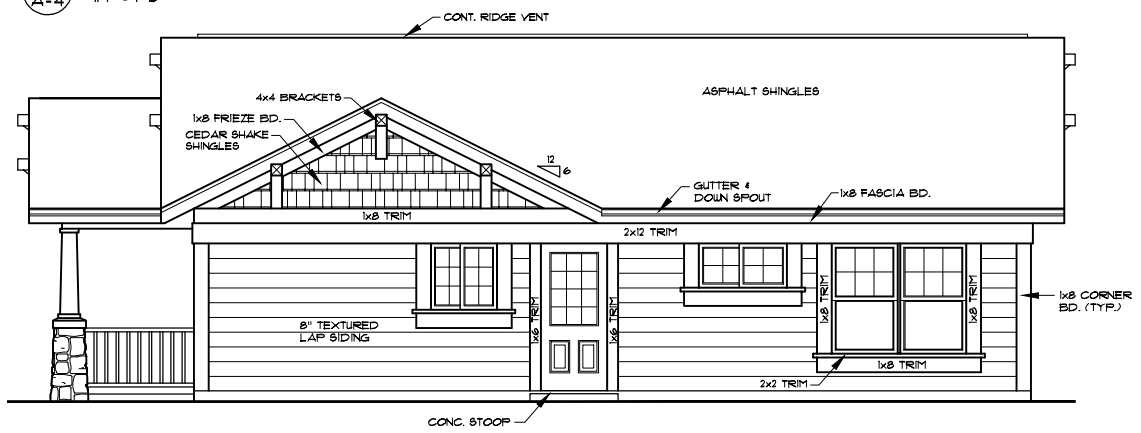 A-4
CONT. RIDGE VENT
ASPHALT SHINGLES
4x4 BRACKETS
1x8 FRIEZE BD.
CEDAR SHAKE
SHINGLES
12
6
GUTTER &
DOWN SPOUT
1x8 FASCIA BD.
1x8 TRIM
2x12 TRIM
8" TEXTURED
LAP SIDING
1x6 TRIM
1x6 TRIM
1x8 TRIM
1x8 TRIM
1x8 CORNER
BD. (TYP.)
1x8 TRIM
2x2 TRIM
CONC. STOOP